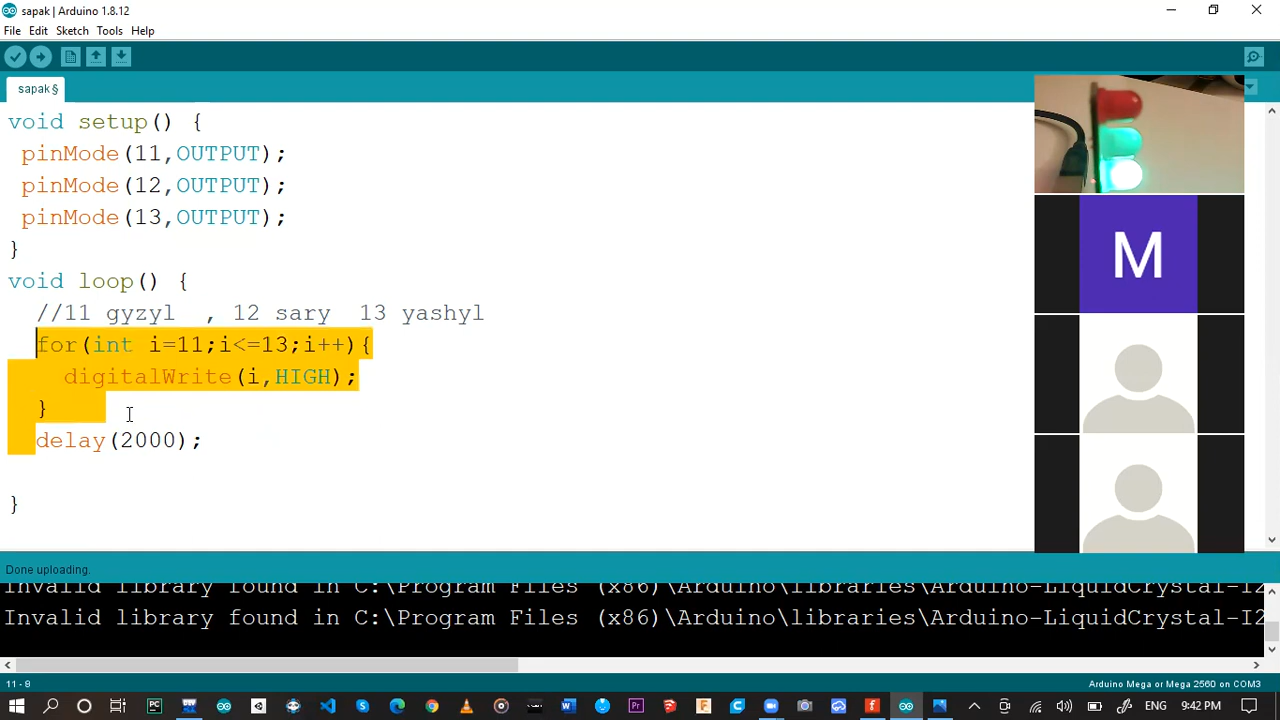 sapak | Arduino 1.8.12
File Edit Sketch Tools Help
sapak §
void setup() {
pinMode(11,OUTPUT);
pinMode(12,OUTPUT);
pinMode(13,OUTPUT);
}
void loop() {
//11 gyzyl , 12 sary 13 yashyl
for(int i=11;i<=13;i++){
digitalWrite(i,HIGH);
}
delay(2000);
}
M
Done uploading.
Invalid library found in C:\Program Files (x86)\Arduino\libraries\Arduino-LiquidCrystal-I2
Invalid library found in C:\Program Files (x86)\Arduino\libraries\Arduino-LiquidCrystal-I2
11 - 8
Arduino Mega or Mega 2560 on COM3
ENG 9:42 PM